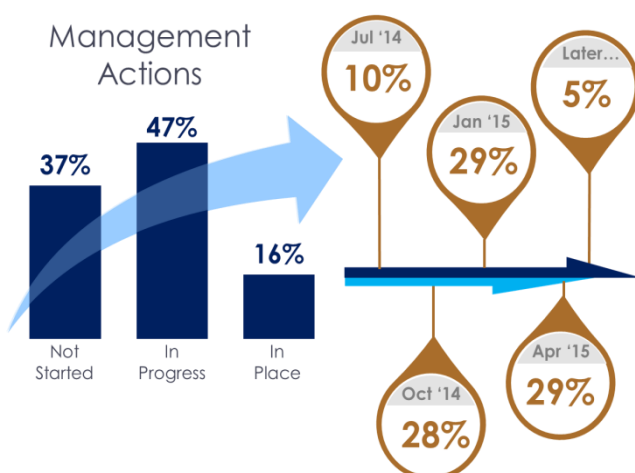 Management
Actions
37%
47%
16%
Not
Started
In
Progress
In
Place
Jul '14
10%
Oct '14
28%
Jan '15
29%
Apr '15
29%
Later...
5%